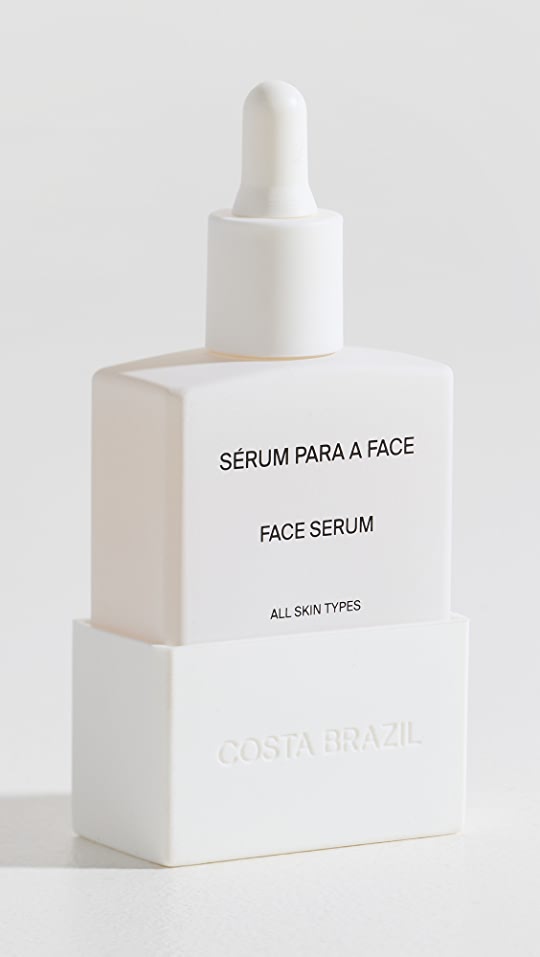 SÉRUM PARA A FACE
FACE SERUM
ALL SKIN TYPES
COSTA BRAZIL